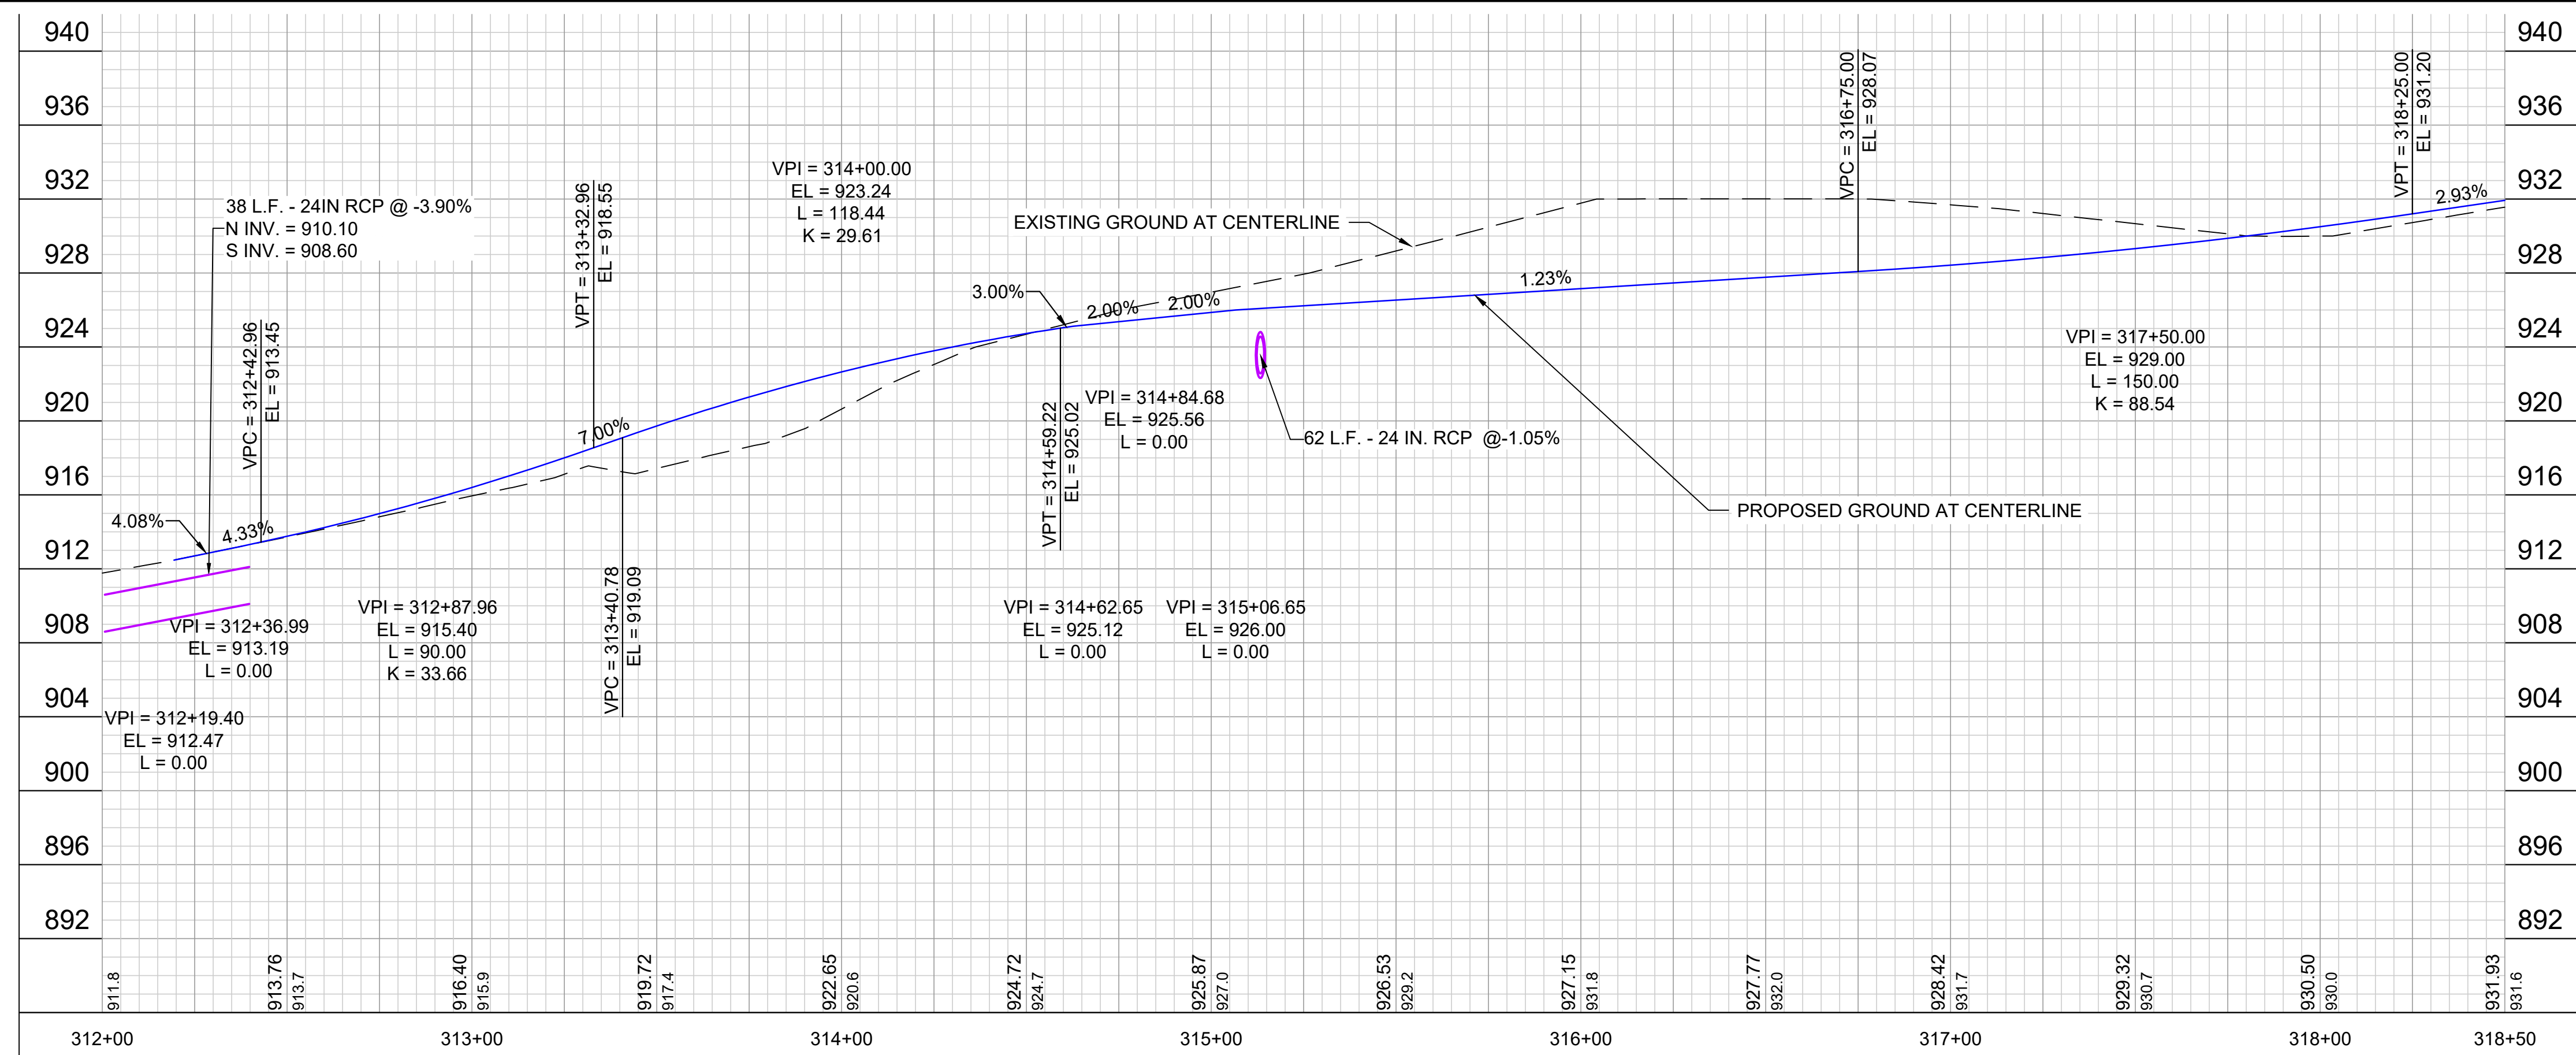 940
936
932
928
924
920
916
912
908
904
900
896
892
940
936
932
928
924
920
916
912
908
904
900
896
892
38 L.F. - 24IN RCP @ -3.90%
N INV. = 910.10
S INV. = 908.60
4.08%
4.33%
VPC = 312+42.96
EL = 913.45
VPI = 312+36.99
EL = 913.19
L = 0.00
VPI = 312+19.40
EL = 912.47
L = 0.00
VPI = 312+87.96
EL = 915.40
L = 90.00
K = 33.66
VPT = 313+32.96
EL = 918.55
7.00%
VPC = 313+40.78
EL = 919.09
VPI = 314+00.00
EL = 923.24
L = 118.44
K = 29.61
EXISTING GROUND AT CENTERLINE
3.00%
2.00%
2.00%
VPT = 314+59.22
EL = 925.02
VPI = 314+84.68
EL = 925.56
L = 0.00
VPI = 314+62.65
EL = 925.12
L = 0.00
VPI = 315+06.65
EL = 926.00
L = 0.00
62 L.F. - 24 IN. RCP @-1.05%
1.23%
PROPOSED GROUND AT CENTERLINE
VPC = 316+75.00
EL = 928.07
VPI = 317+50.00
EL = 929.00
L = 150.00
K = 88.54
VPT = 318+25.00
EL = 931.20
2.93%
911.8
913.76
913.7
916.40
915.9
919.72
917.4
922.65
920.6
924.72
924.7
925.87
927.0
926.53
929.2
927.15
931.8
927.77
932.0
928.42
931.7
929.32
930.7
930.50
930.0
931.93
931.6
312+00
313+00
314+00
315+00
316+00
317+00
318+00
318+50